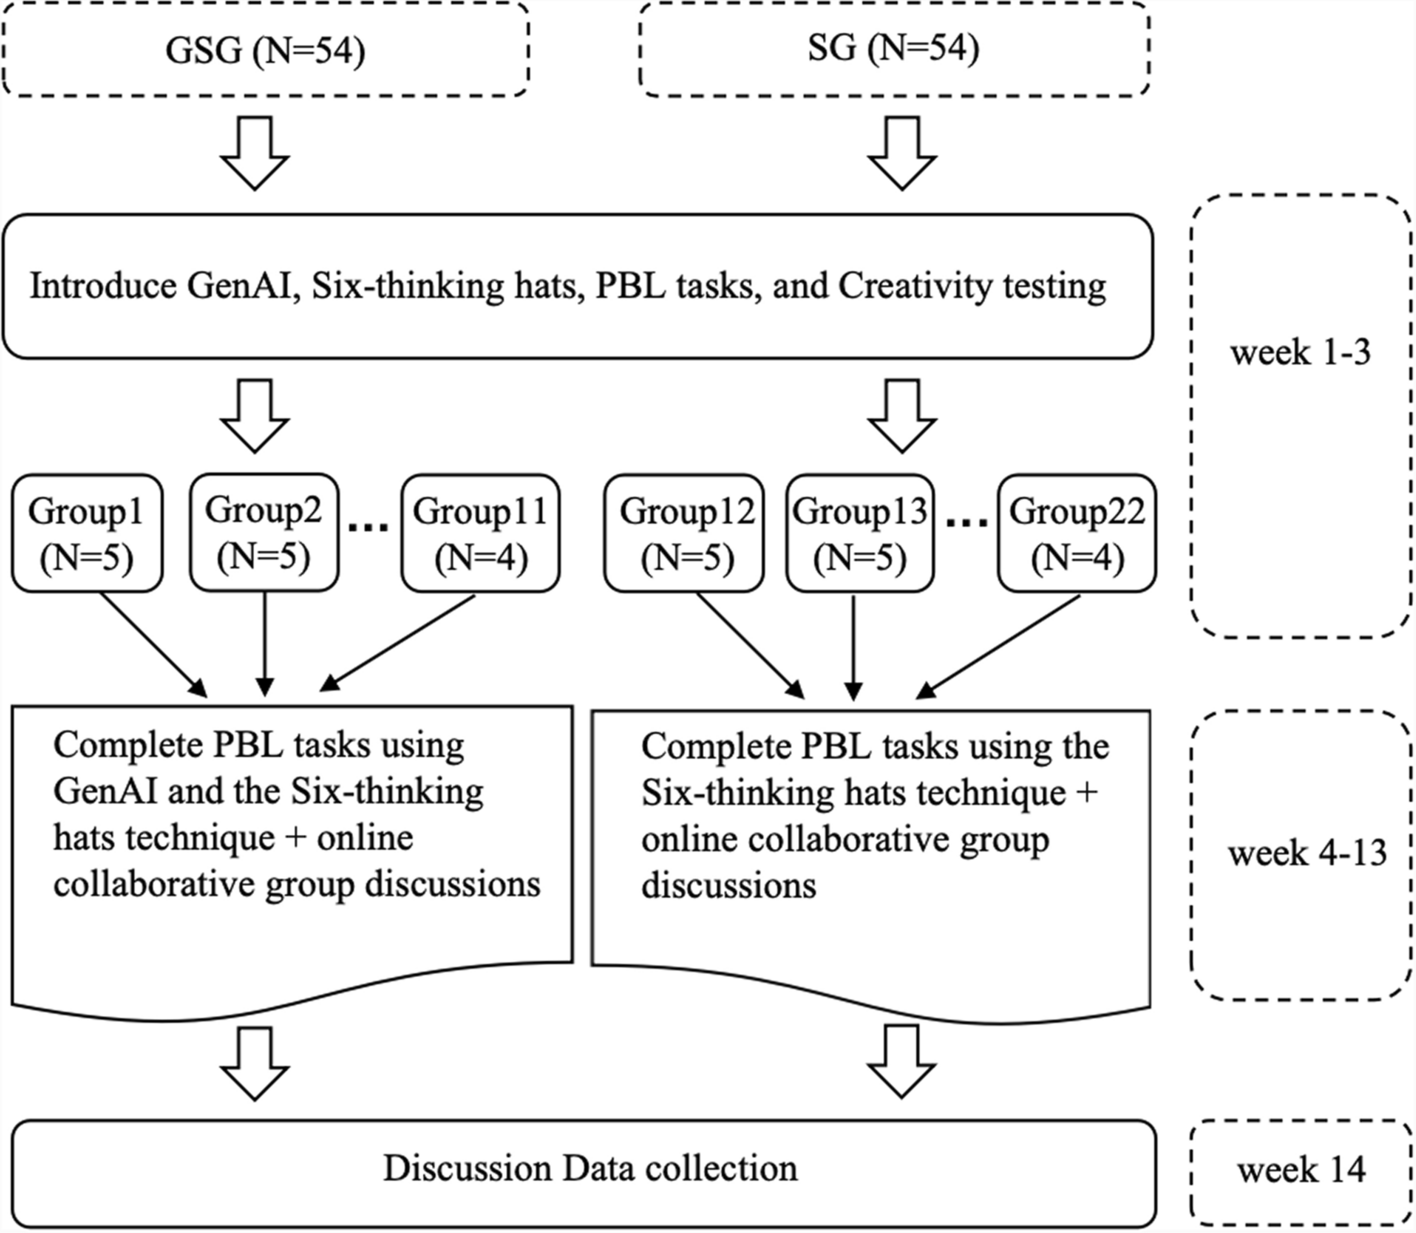 GSG (N=54)
SG (N=54)
Introduce GenAI, Six-thinking hats, PBL tasks, and Creativity testing
week 1-3
Group1
(N=5)
Group2
(N=5)
...
Group11
(N=4)
Group12
(N=5)
Group13
(N=5)
...
Group22
(N=4)
Complete PBL tasks using
GenAI and the Six-thinking
hats technique + online
collaborative group discussions
Complete PBL tasks using the
Six-thinking hats technique +
online collaborative group
discussions
week 4-13
Discussion Data collection
week 14